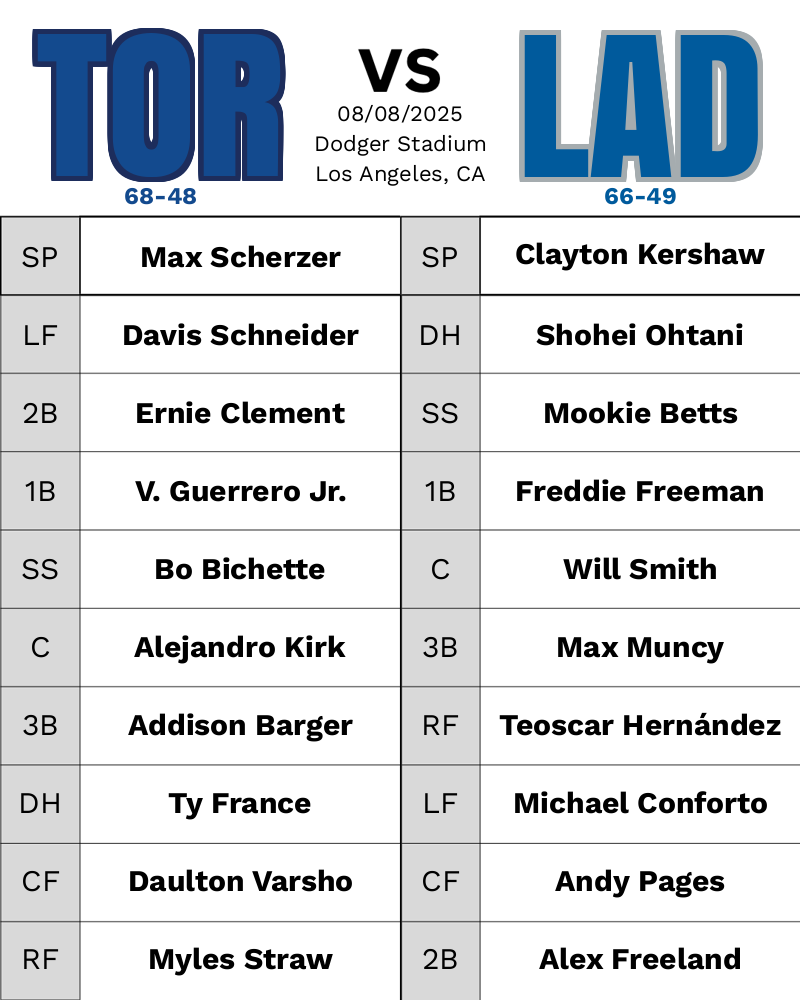 TOR
VS
LAD
08/08/2025
Dodger Stadium
Los Angeles, CA
68-48
66-49
SP Max Scherzer SP Clayton Kershaw
LF Davis Schneider DH Shohei Ohtani
2B Ernie Clement SS Mookie Betts
1B V. Guerrero Jr. 1B Freddie Freeman
SS Bo Bichette C Will Smith
C Alejandro Kirk 3B Max Muncy
3B Addison Barger RF Teoscar Hernández
DH Ty France LF Michael Conforto
CF Daulton Varsho CF Andy Pages
RF Myles Straw 2B Alex Freeland